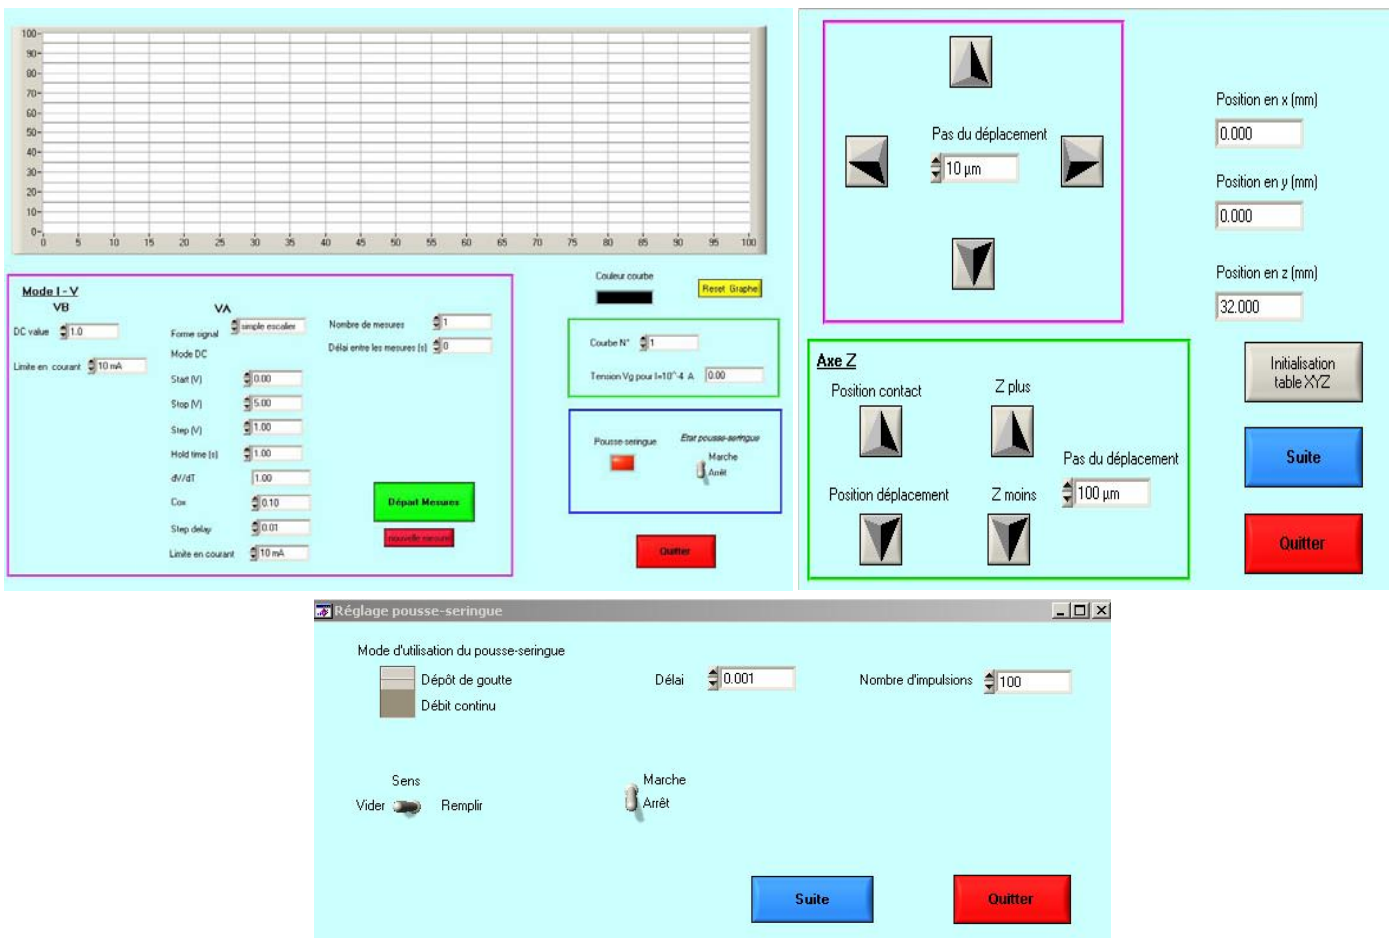 100
90
80
70
60
50
40
30
20
10
0
0 5 10 15 20 25 30 35 40 45 50 55 60 65 70 75 80 85 90 95 100
Mode I - V
VB
DC value 1.0
Limite en courant 10 mA
VA
Forme signal simple escalier
Mode DC
Start (V) 0.00
Stop (V) 5.00
Step (V) 1.00
Hold time (s) 1.00
dV/dT 1.00
Cox 0.10
Step delay 0.01
Limite en courant 10 mA
Nombre de mesures 1
Délai entre les mesures (s) 0
Départ Mesures
nouvelle mesure
Couleur courbe
Reset Graphe
Courbe N° 1
Tension Vg pour I=10^-4 A 0.00
Pousse-seringue
Etat pousse-seringue
Marche
Arrêt
Quitter
Pas du déplacement
10 µm
Position en x (mm)
0.000
Position en y (mm)
0.000
Position en z (mm)
32.000
Axe Z
Position contact
Z plus
Position déplacement
Z moins
Pas du déplacement
100 µm
Initialisation
table XYZ
Suite
Quitter
Réglage pousse-seringue
Mode d'utilisation du pousse-seringue
Dépôt de goutte
Débit continu
Délai 0.001
Nombre d'impulsions 100
Sens
Vider Remplir
Marche
Arrêt
Suite
Quitter